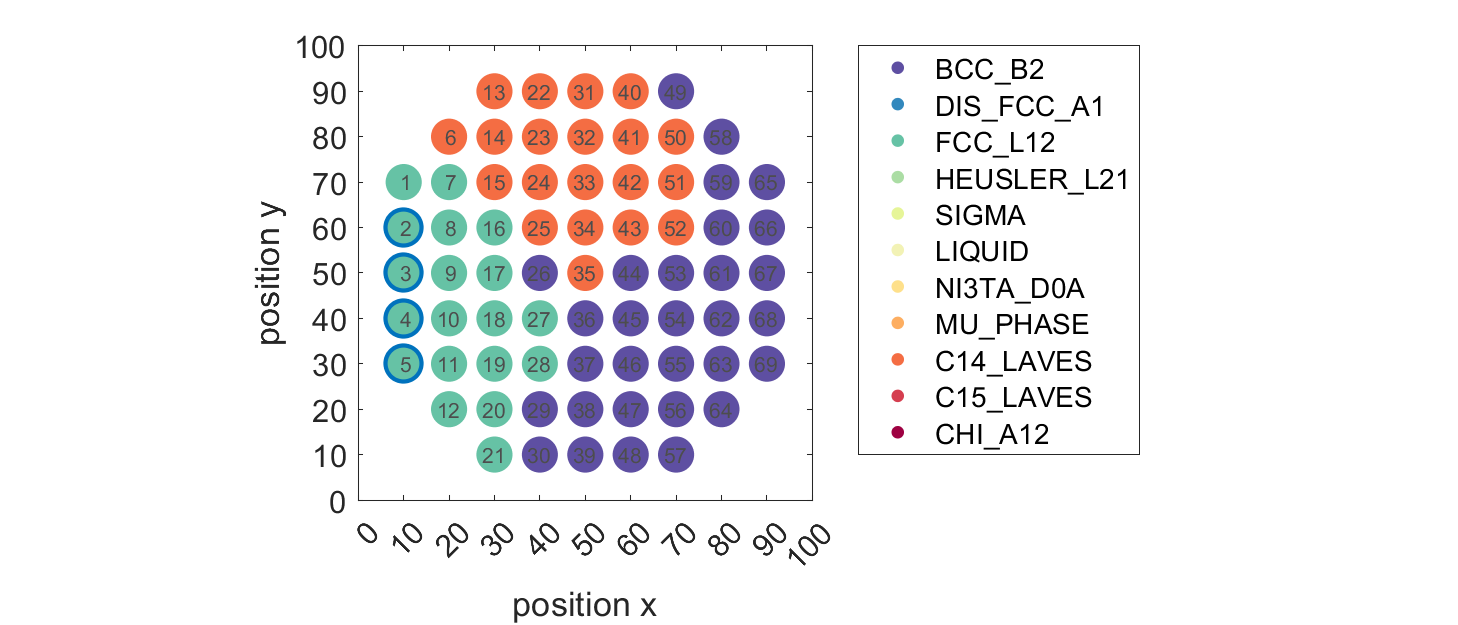 100
90
80
70
60
50
40
30
20
10
0
position y
13 22 31 40 49
6 14 23 32 41 50 58
1 7 15 24 33 42 51 59 65
2 8 16 25 34 43 52 60 66
3 9 17 26 35 44 53 61 67
4 10 18 27 36 45 54 62 68
5 11 19 28 37 46 55 63 69
12 20 29 38 47 56 64
21 30 39 48 57
0 10 20 30 40 50 60 70 80 90 100
position x
BCC_B2
DIS_FCC_A1
FCC_L12
HEUSLER_L21
SIGMA
LIQUID
NI3TA_D0A
MU_PHASE
C14_LAVES
C15_LAVES
CHI_A12